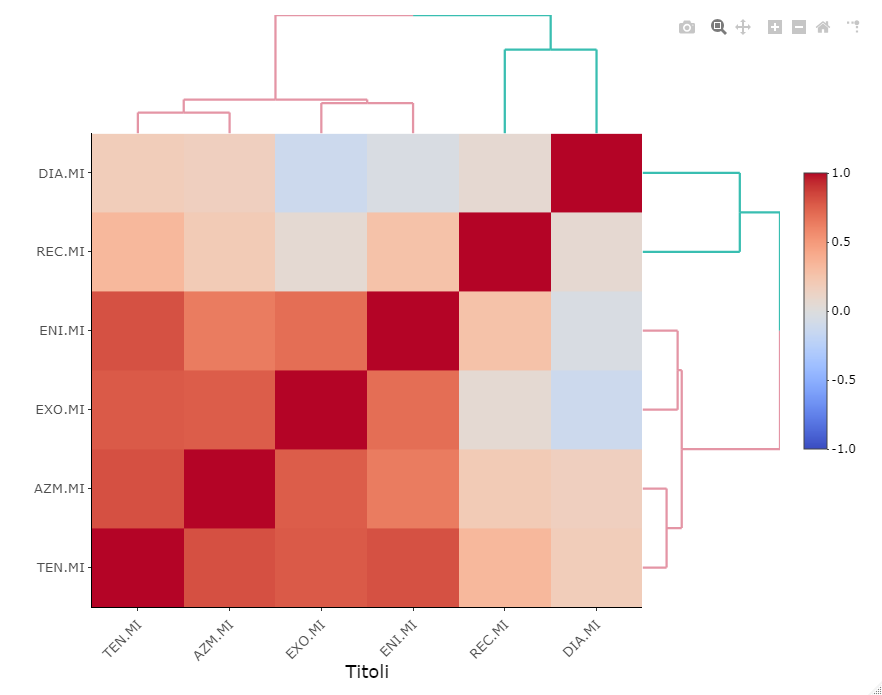 DIA.MI
REC.MI
ENI.MI
EXO.MI
AZM.MI
TEN.MI
TEN.MI
AZM.MI
EXO.MI
ENI.MI
REC.MI
DIA.MI
Titoli
1.0
0.5
0.0
-0.5
-1.0